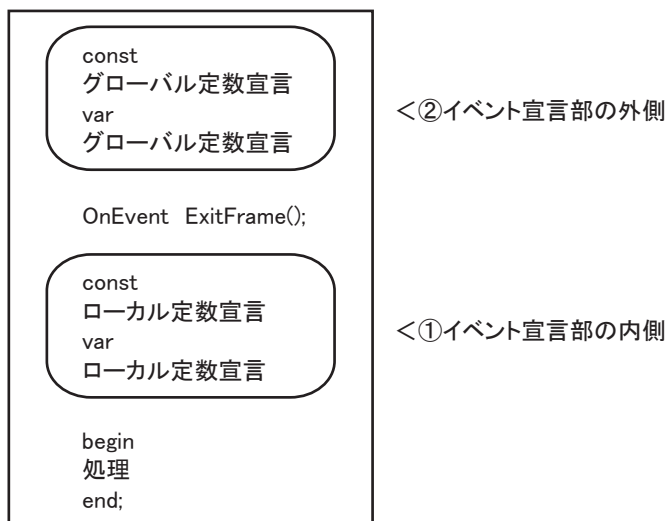 const
グローバル定数宣言
var
グローバル定数宣言
<②イベント宣言部の外側
OnEvent ExitFrame();
const
ローカル定数宣言
var
ローカル定数宣言
<①イベント宣言部の内側
begin
処理
end;